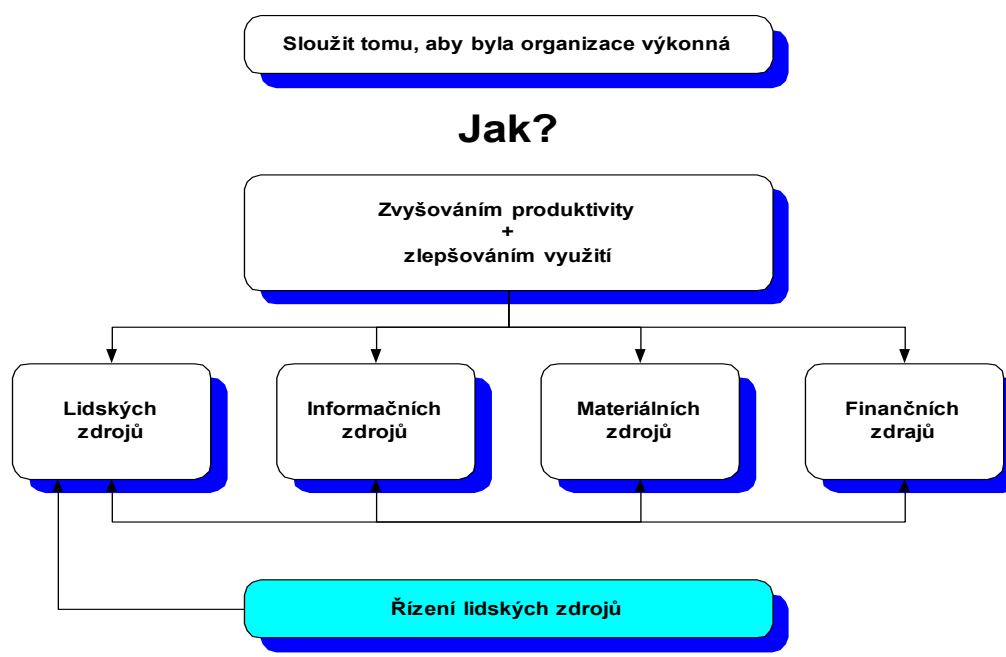 Sloužit tomu, aby byla organizace výkonná
Jak?
Zvyšováním produktivity
+
zlepšováním využití
Lidských
zdrojů
Informačních
zdrojů
Materiálních
zdrojů
Finančních
zdrajů
Řízení lidských zdrojů